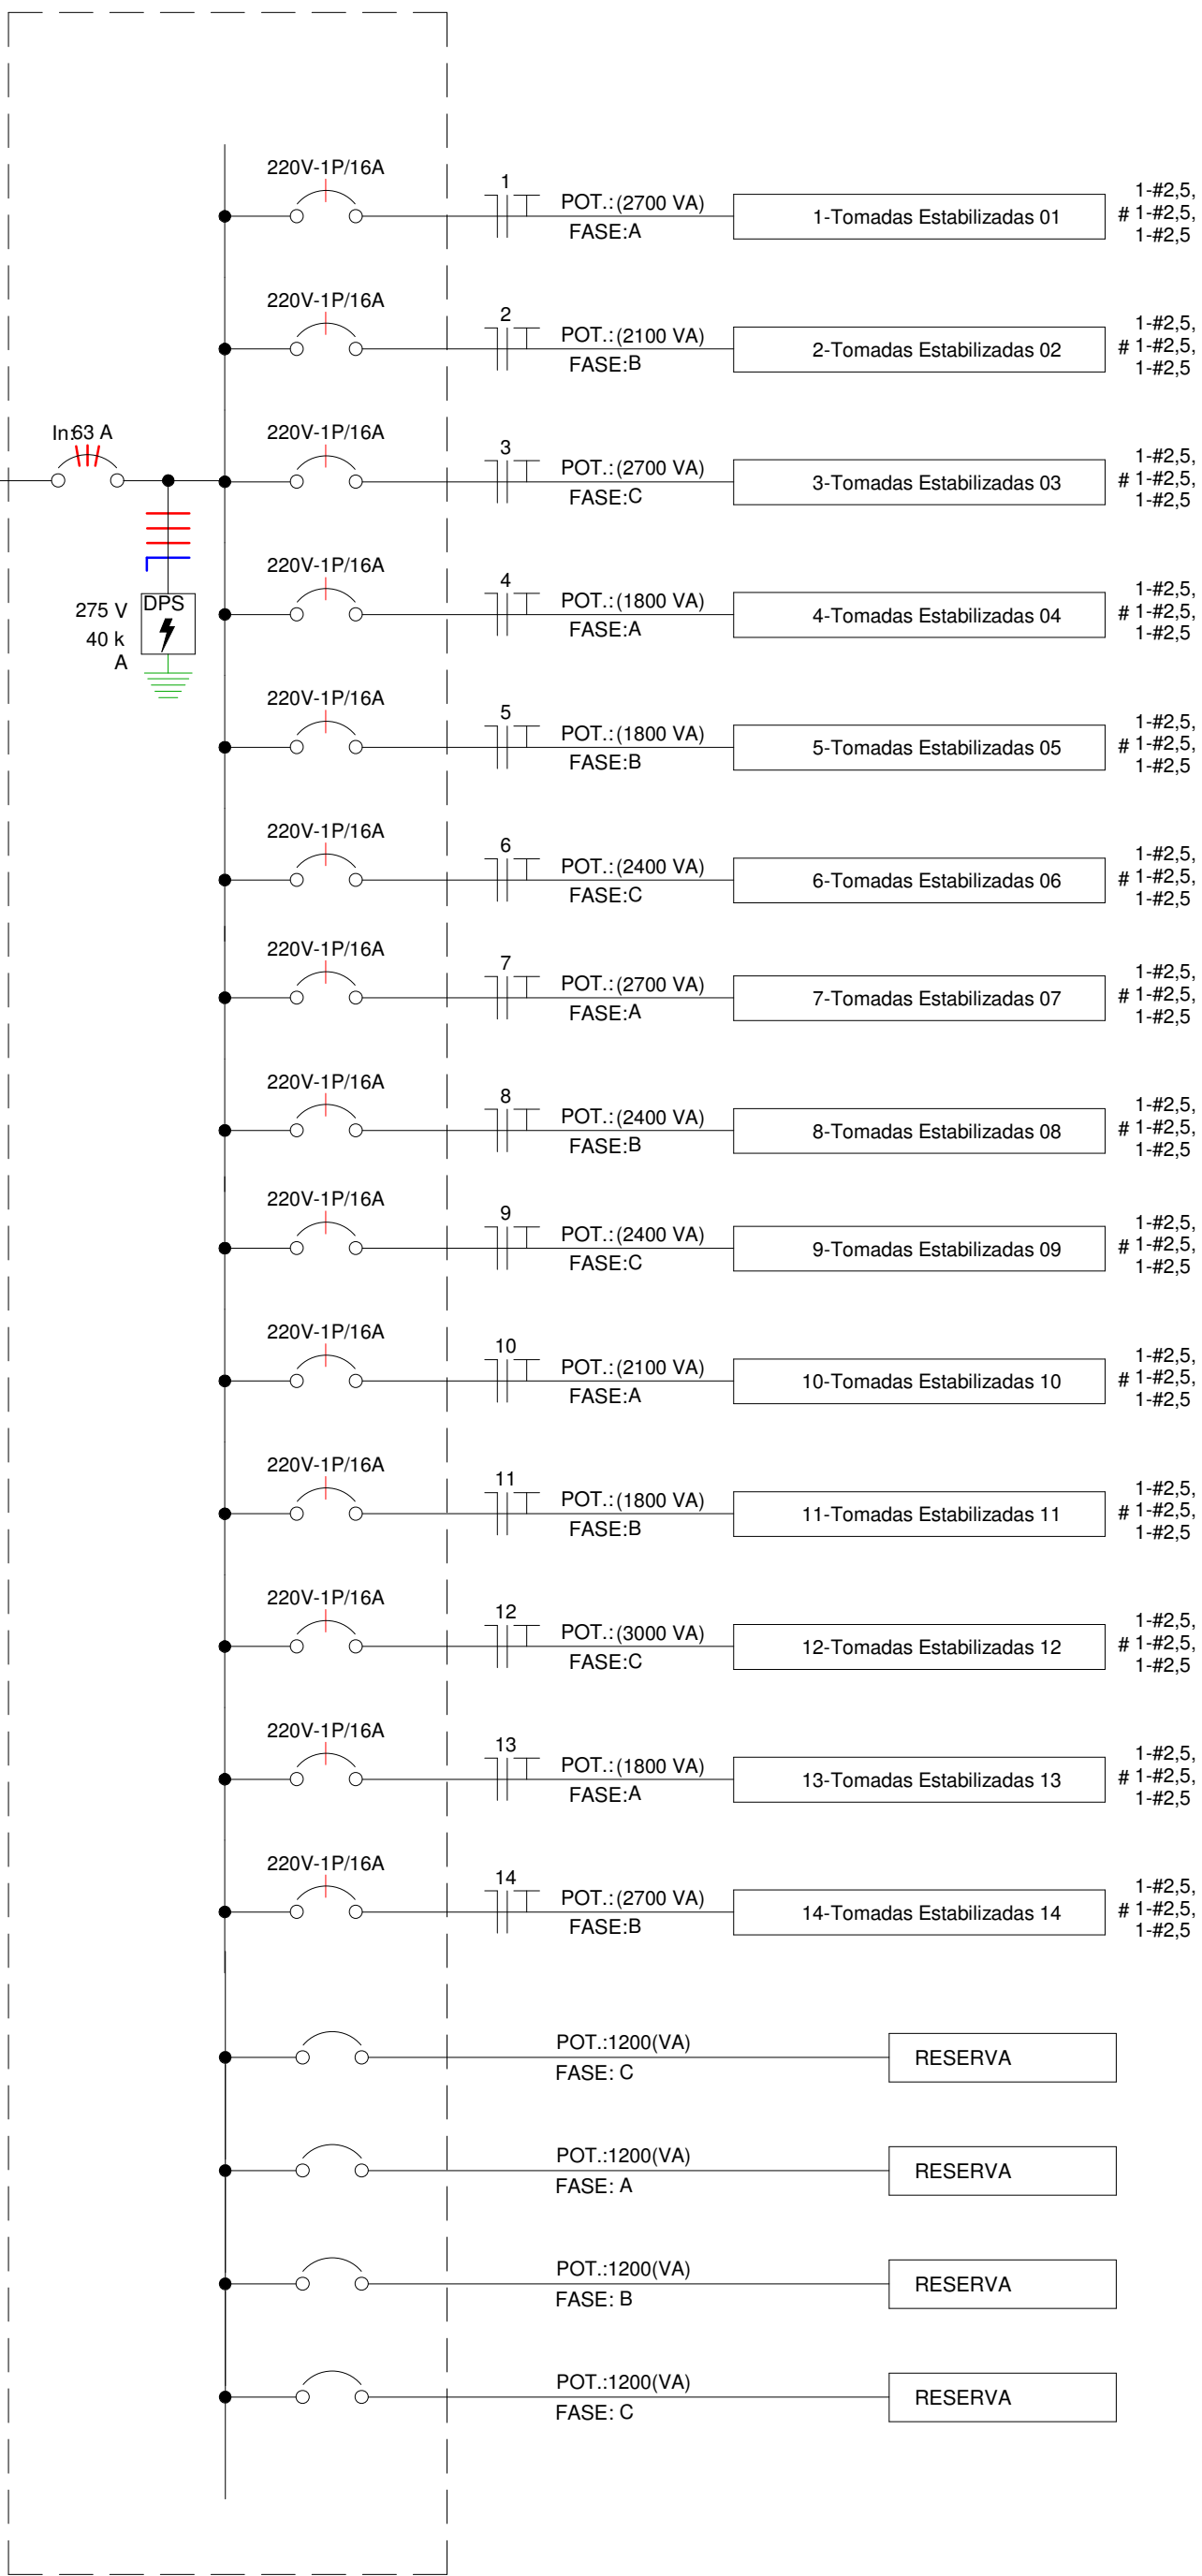 220V-1P/16A
1
POT.:(2700 VA)
FASE:A
1-Tomadas Estabilizadas 01
1-#2,5,
# 1-#2,5,
1-#2,5
220V-1P/16A
2
POT.:(2100 VA)
FASE:B
2-Tomadas Estabilizadas 02
1-#2,5,
# 1-#2,5,
1-#2,5
In:63 A
220V-1P/16A
3
POT.:(2700 VA)
FASE:C
3-Tomadas Estabilizadas 03
1-#2,5,
# 1-#2,5,
1-#2,5
DPS
275 V
40 k
A
220V-1P/16A
4
POT.:(1800 VA)
FASE:A
4-Tomadas Estabilizadas 04
1-#2,5,
# 1-#2,5,
1-#2,5
220V-1P/16A
5
POT.:(1800 VA)
FASE:B
5-Tomadas Estabilizadas 05
1-#2,5,
# 1-#2,5,
1-#2,5
220V-1P/16A
6
POT.:(2400 VA)
FASE:C
6-Tomadas Estabilizadas 06
1-#2,5,
# 1-#2,5,
1-#2,5
220V-1P/16A
7
POT.:(2700 VA)
FASE:A
7-Tomadas Estabilizadas 07
1-#2,5,
# 1-#2,5,
1-#2,5
220V-1P/16A
8
POT.:(2400 VA)
FASE:B
8-Tomadas Estabilizadas 08
1-#2,5,
# 1-#2,5,
1-#2,5
220V-1P/16A
9
POT.:(2400 VA)
FASE:C
9-Tomadas Estabilizadas 09
1-#2,5,
# 1-#2,5,
1-#2,5
220V-1P/16A
10
POT.:(2100 VA)
FASE:A
10-Tomadas Estabilizadas 10
1-#2,5,
# 1-#2,5,
1-#2,5
220V-1P/16A
11
POT.:(1800 VA)
FASE:B
11-Tomadas Estabilizadas 11
1-#2,5,
# 1-#2,5,
1-#2,5
220V-1P/16A
12
POT.:(3000 VA)
FASE:C
12-Tomadas Estabilizadas 12
1-#2,5,
# 1-#2,5,
1-#2,5
220V-1P/16A
13
POT.:(1800 VA)
FASE:A
13-Tomadas Estabilizadas 13
1-#2,5,
# 1-#2,5,
1-#2,5
220V-1P/16A
14
POT.:(2700 VA)
FASE:B
14-Tomadas Estabilizadas 14
1-#2,5,
# 1-#2,5,
1-#2,5
POT.:1200(VA)
FASE: C
RESERVA
POT.:1200(VA)
FASE: A
RESERVA
POT.:1200(VA)
FASE: B
RESERVA
POT.:1200(VA)
FASE: C
RESERVA